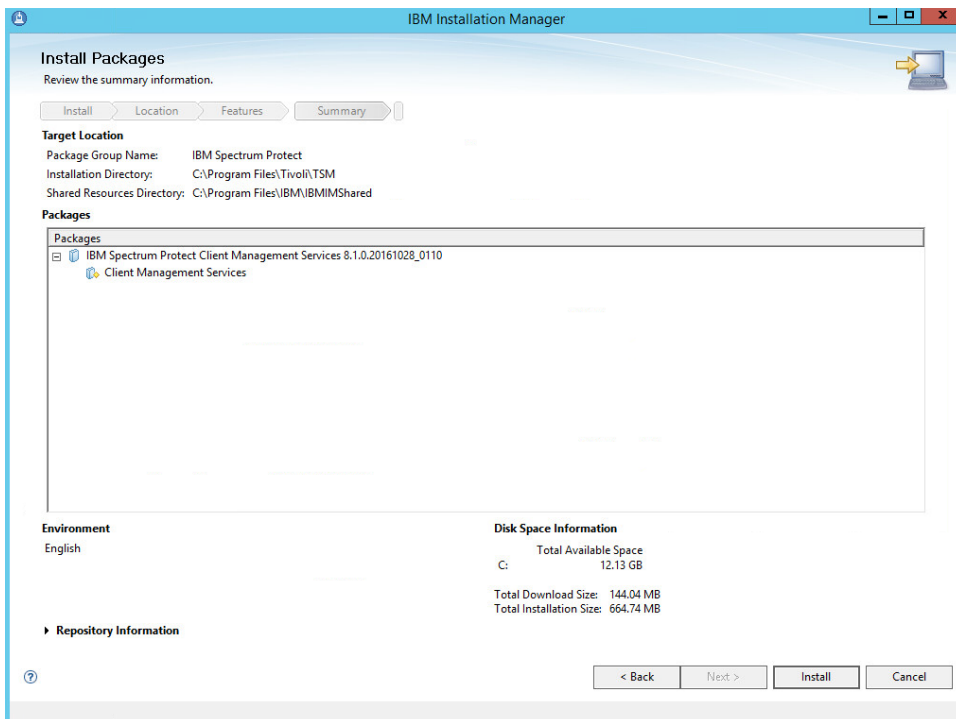 IBM Installation Manager
Install Packages
Review the summary information.
Install Location Features Summary
Target Location
Package Group Name: IBM Spectrum Protect
Installation Directory: C:\Program Files\Tivoli\TSM
Shared Resources Directory: C:\Program Files\IBM\IBMIMShared
Packages
Packages
IBM Spectrum Protect Client Management Services 8.1.0.20161028_0110
Client Management Services
Environment
English
Disk Space Information
Total Available Space
C: 12.13 GB
Total Download Size: 144.04 MB
Total Installation Size: 664.74 MB
Repository Information
? < Back Next > Install Cancel